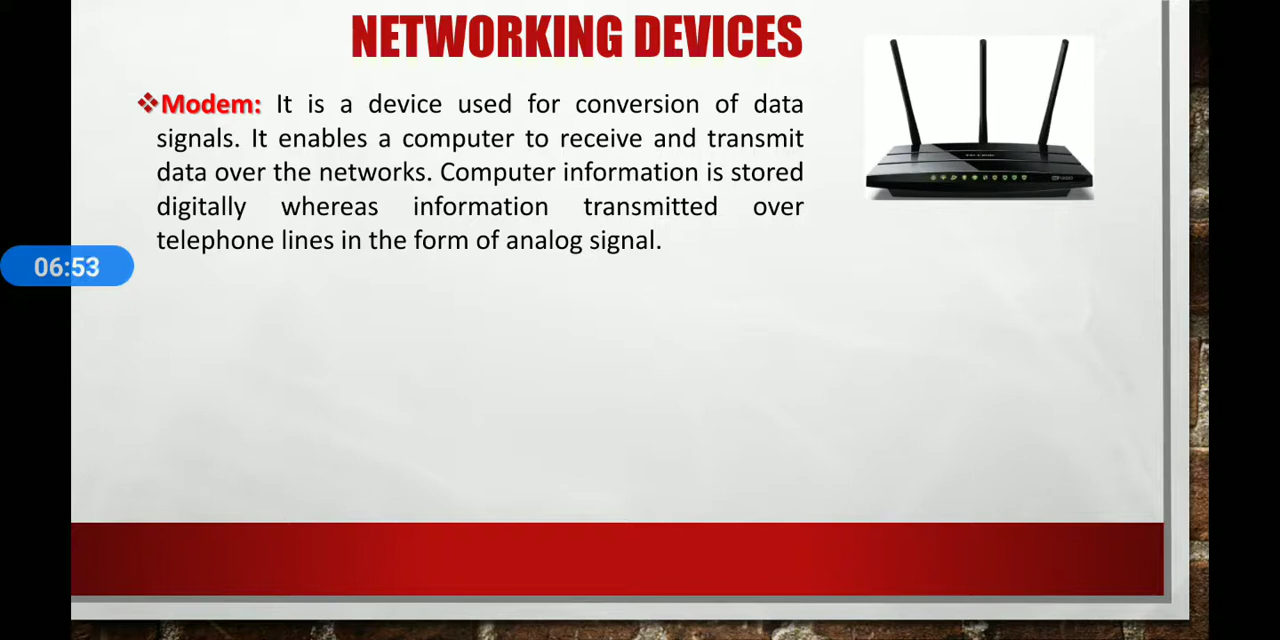 NETWORKING DEVICES
❖Modem: It is a device used for conversion of data
signals. It enables a computer to receive and transmit
data over the networks. Computer information is stored
digitally whereas information transmitted over
telephone lines in the form of analog signal.
06:53